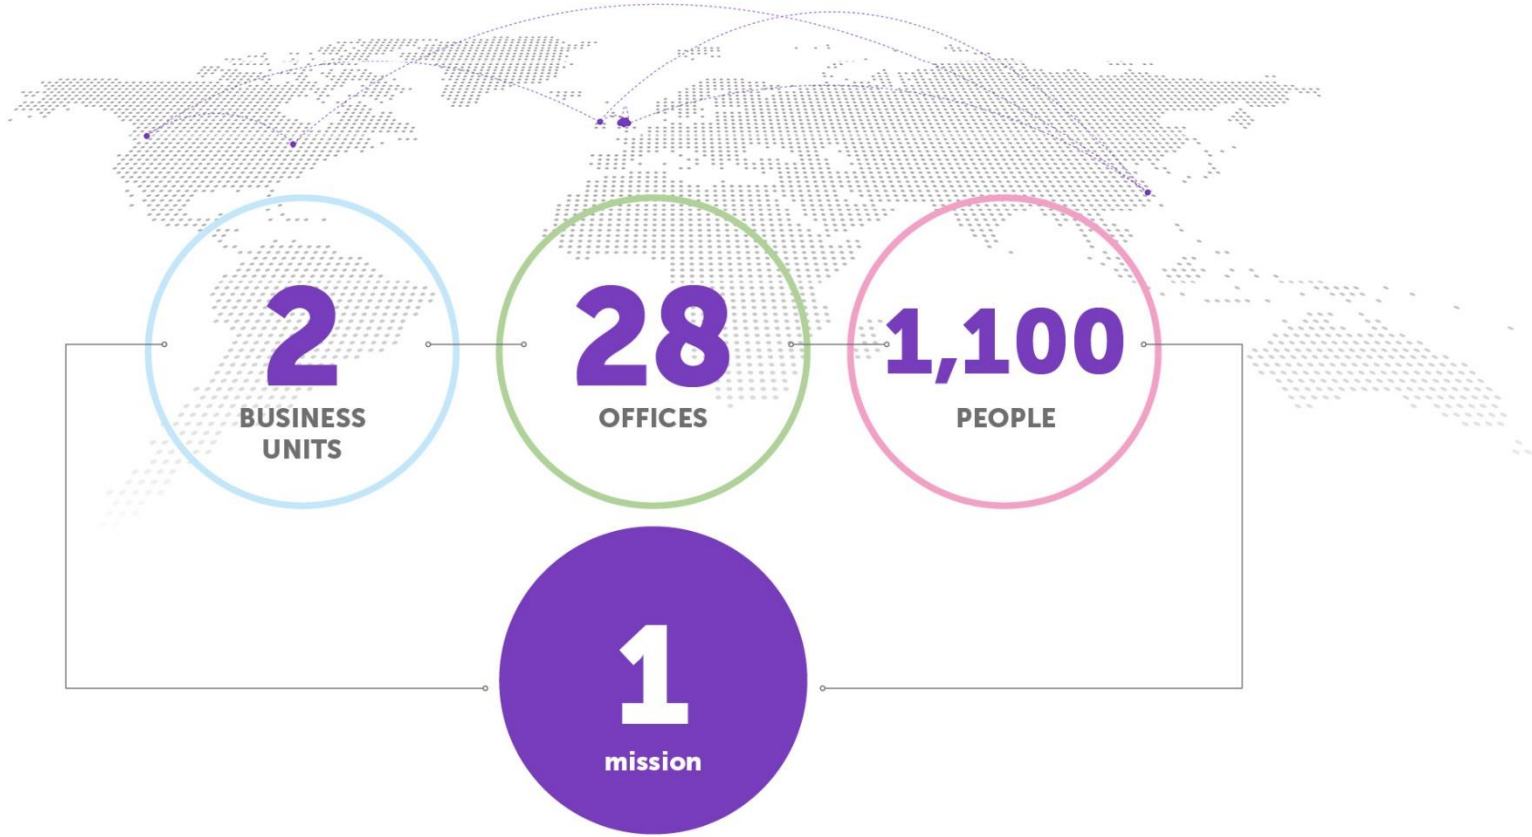 2
BUSINESS
UNITS
28
OFFICES
1,100
PEOPLE
1
mission